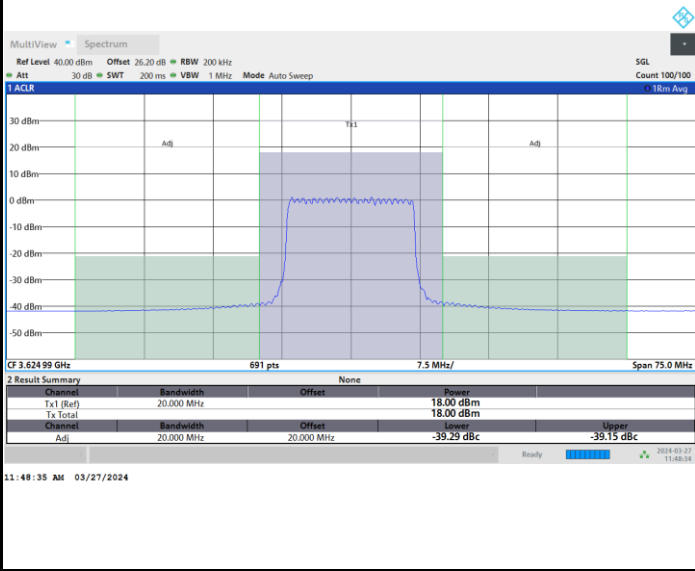 MultiView Spectrum
Ref Level 40.00 dBm Offset 26.20 dB RBW 200 kHz SGL
Att 30 dB SWT 200 ms VBW 1 MHz Mode Auto Sweep Count 100/100
1 ACLR 1Rm Avg
30 dBm
Tx1
20 dBm Adj Adj
10 dBm
0 dBm
-10 dBm
-20 dBm
-30 dBm
-40 dBm
-50 dBm
CF 3.624 99 GHz 691 pts 7.5 MHz/ Span 75.0 MHz
2 Result Summary None
Channel Bandwidth Offset Power
Tx1 (Ref) 20.000 MHz 18.00 dBm
Tx Total 18.00 dBm
Channel Bandwidth Offset Lower Upper
Adj 20.000 MHz 20.000 MHz -39.29 dBc -39.15 dBc
Ready 2024-03-27
11:48:34
11:48:35 AM 03/27/2024